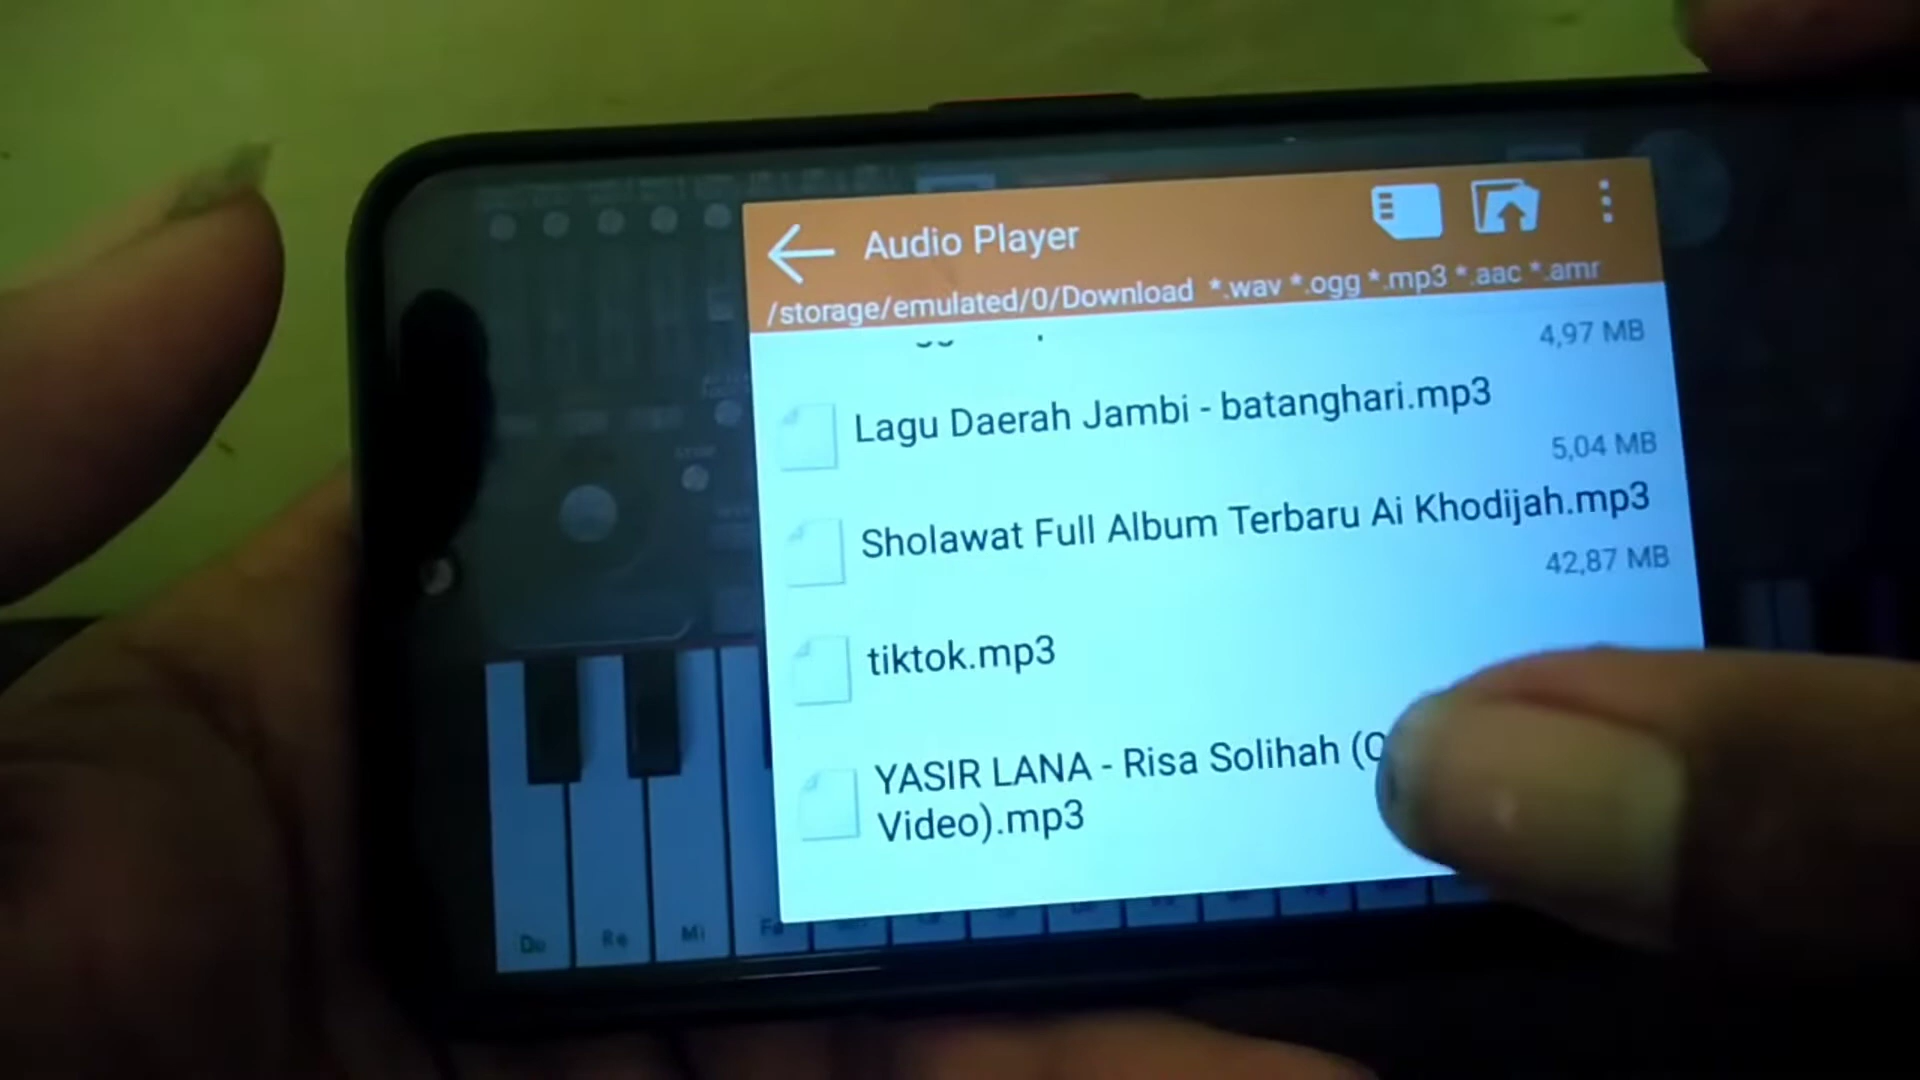 Audio Player
/storage/emulated/0/Download *.wav *.ogg *.mp3 *.aac *.amr
4,97 MB
Lagu Daerah Jambi - batanghari.mp3
5,04 MB
Sholawat Full Album Terbaru Ai Khodijah.mp3
42,87 MB
tiktok.mp3
YASIR LANA - Risa Solihah (
Video).mp3
Do Re Mi Fa